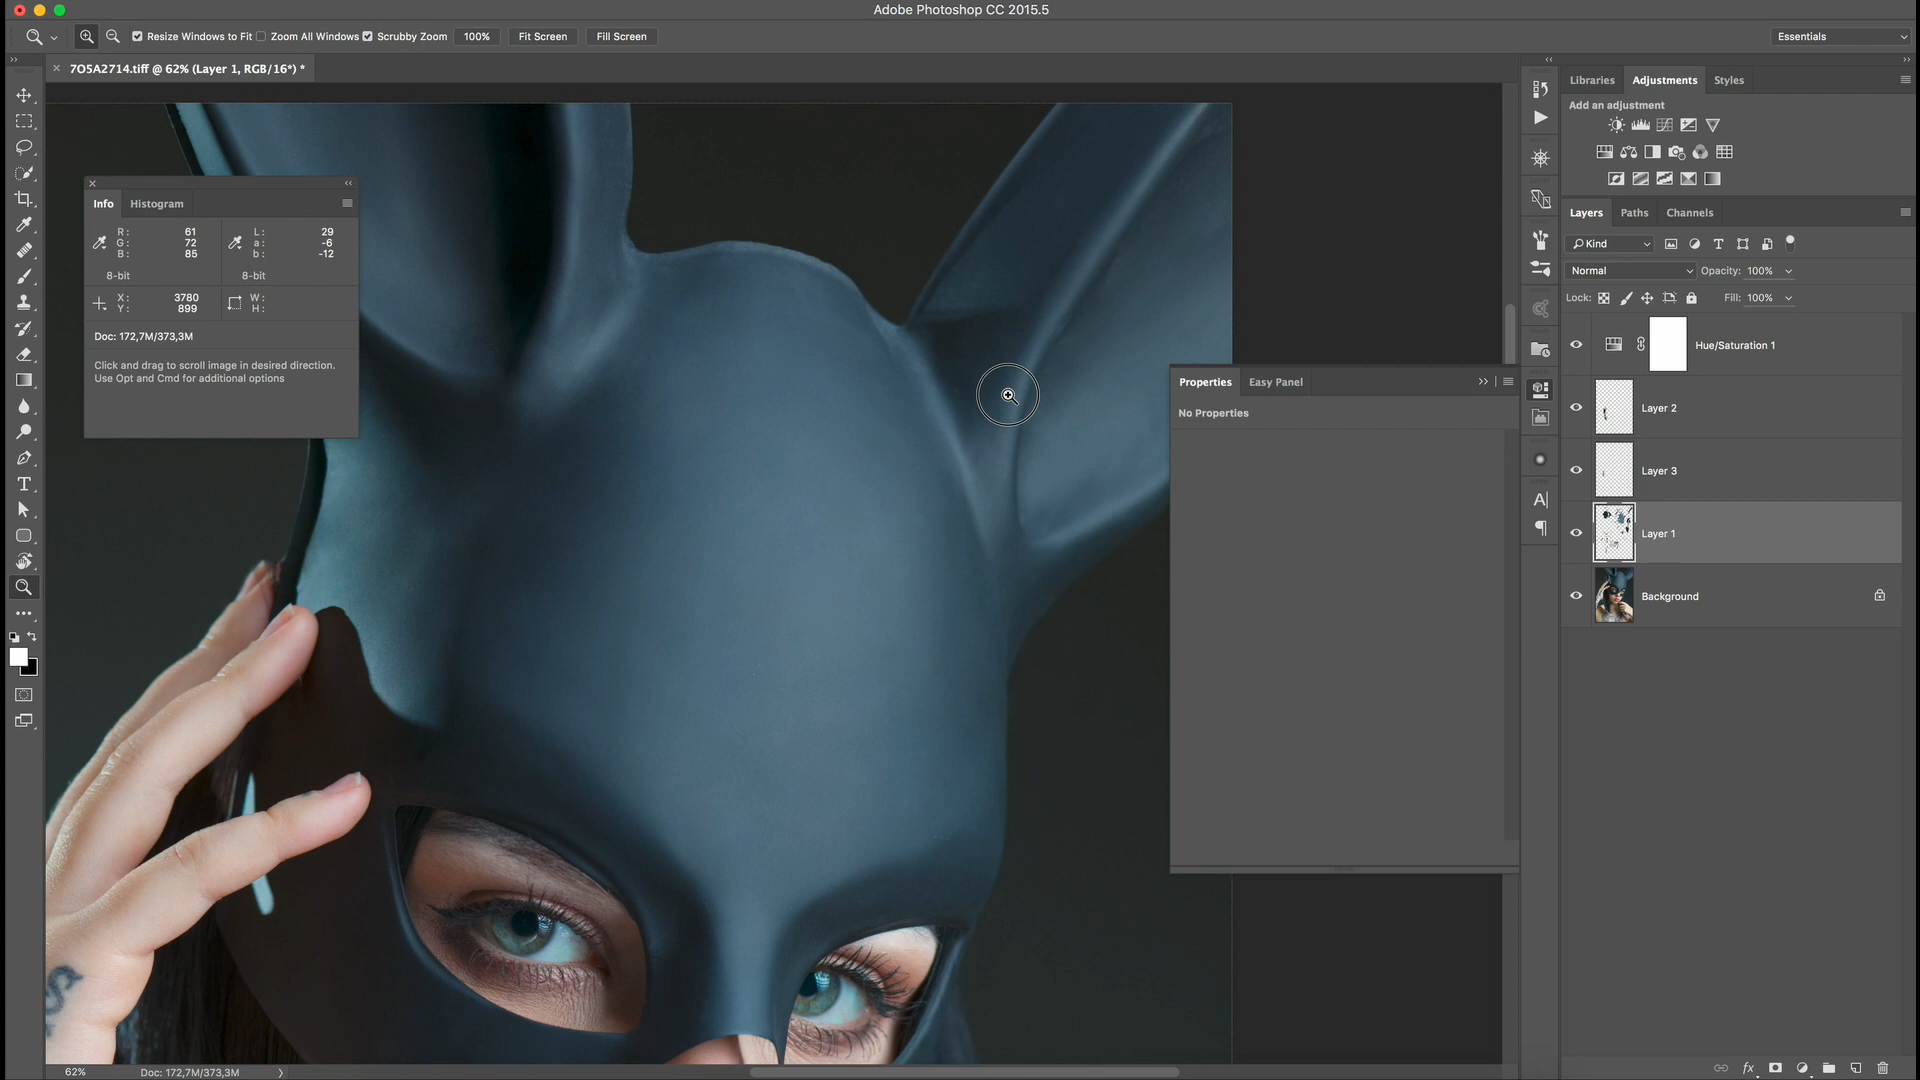 Adobe Photoshop CC 2015.5
Resize Windows to Fit
Zoom All Windows
Scrubby Zoom
100%
Fit Screen
Fill Screen
Essentials
7O5A2714.tiff @ 62% (Layer 1, RGB/16*) *
Info
Histogram
R: 61
G: 72
B: 85
L: 29
a: -6
b: -12
8-bit
8-bit
X: 3780
Y: 899
W:
H:
Doc: 172,7M/373,3M
Click and drag to scroll image in desired direction.
Use Opt and Cmd for additional options
Properties
Easy Panel
No Properties
Libraries
Adjustments
Styles
Add an adjustment
Layers
Paths
Channels
Kind
Normal
Opacity: 100%
Lock:
Fill: 100%
Hue/Saturation 1
Layer 2
Layer 3
Layer 1
Background
62%
Doc: 172,7M/373,3M